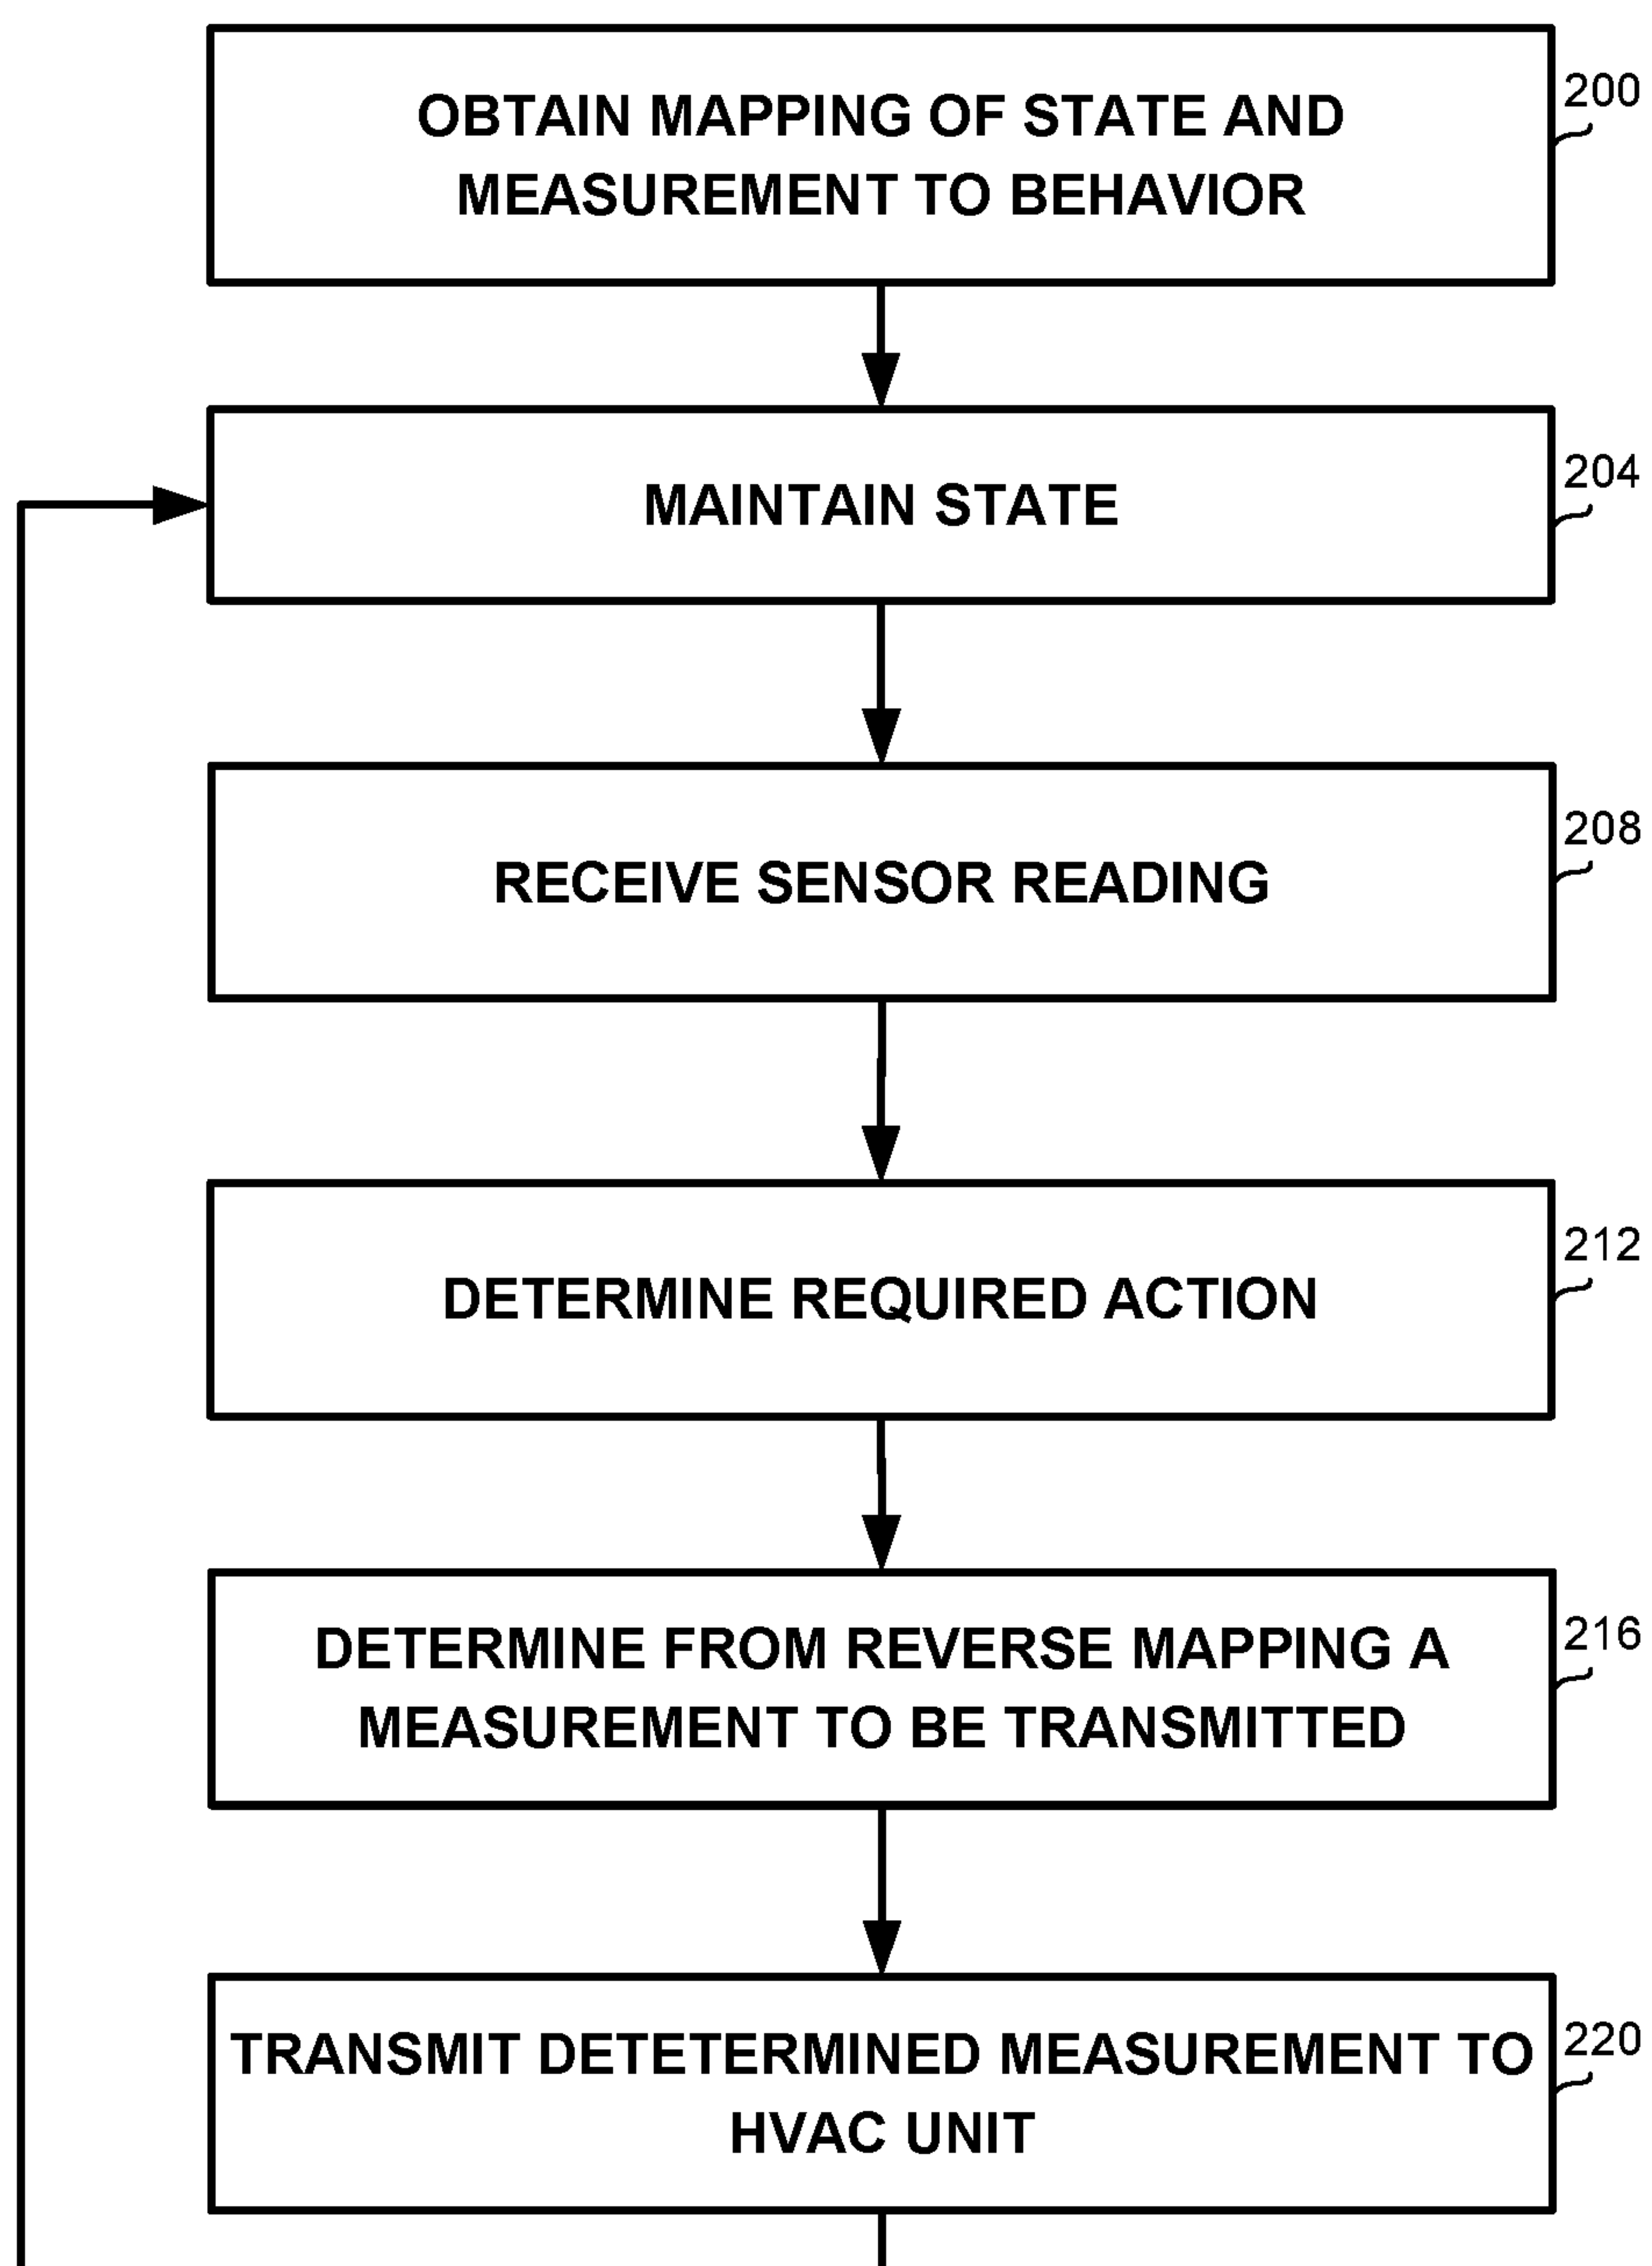 OBTAIN MAPPING OF STATE AND
MEASUREMENT TO BEHAVIOR
200
MAINTAIN STATE
204
RECEIVE SENSOR READING
208
DETERMINE REQUIRED ACTION
212
DETERMINE FROM REVERSE MAPPING A
MEASUREMENT TO BE TRANSMITTED
216
TRANSMIT DETETERMINED MEASUREMENT TO
HVAC UNIT
220